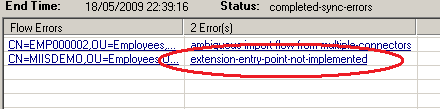 End Time: 18/05/2009 22:39:16 Status: completed-sync-errors
Flow Errors 2 Error(s)
CN=EMP000002,OU=Employees,... ambiguous-import-flow-from-multiple-connectors
CN=MIISDEMO,OU=Employees,O... extension-entry-point-not-implemented